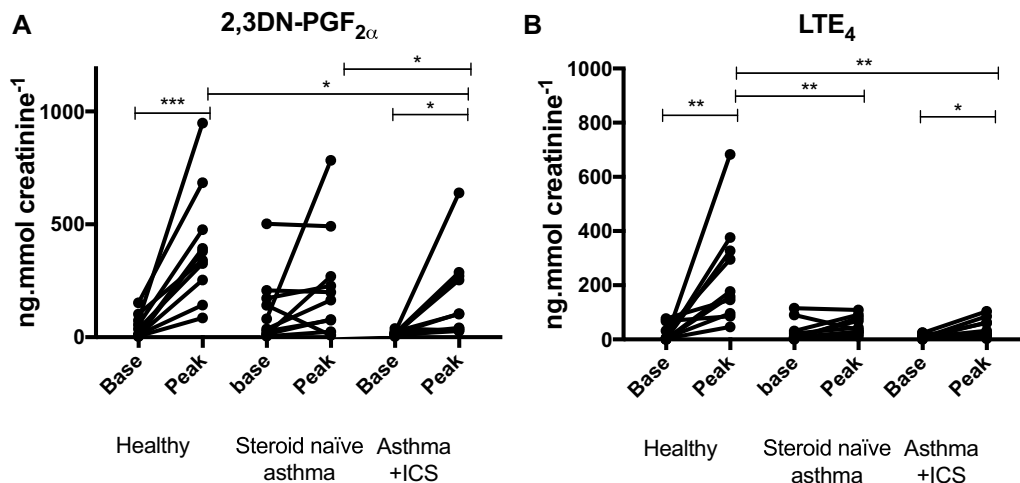 A
2,3DN-PGF2α
ng.mmol creatinine-1
1000
500
0
***
*
*
*
Base
Peak
base
Peak
Base
Peak
Healthy
Steroid naïve
asthma
Asthma
+ICS
B
LTE4
ng.mmol creatinine-1
1000
800
600
400
200
0
**
**
**
*
Base
Peak
base
Peak
Base
Peak
Healthy
Steroid naïve
asthma
Asthma
+ICS